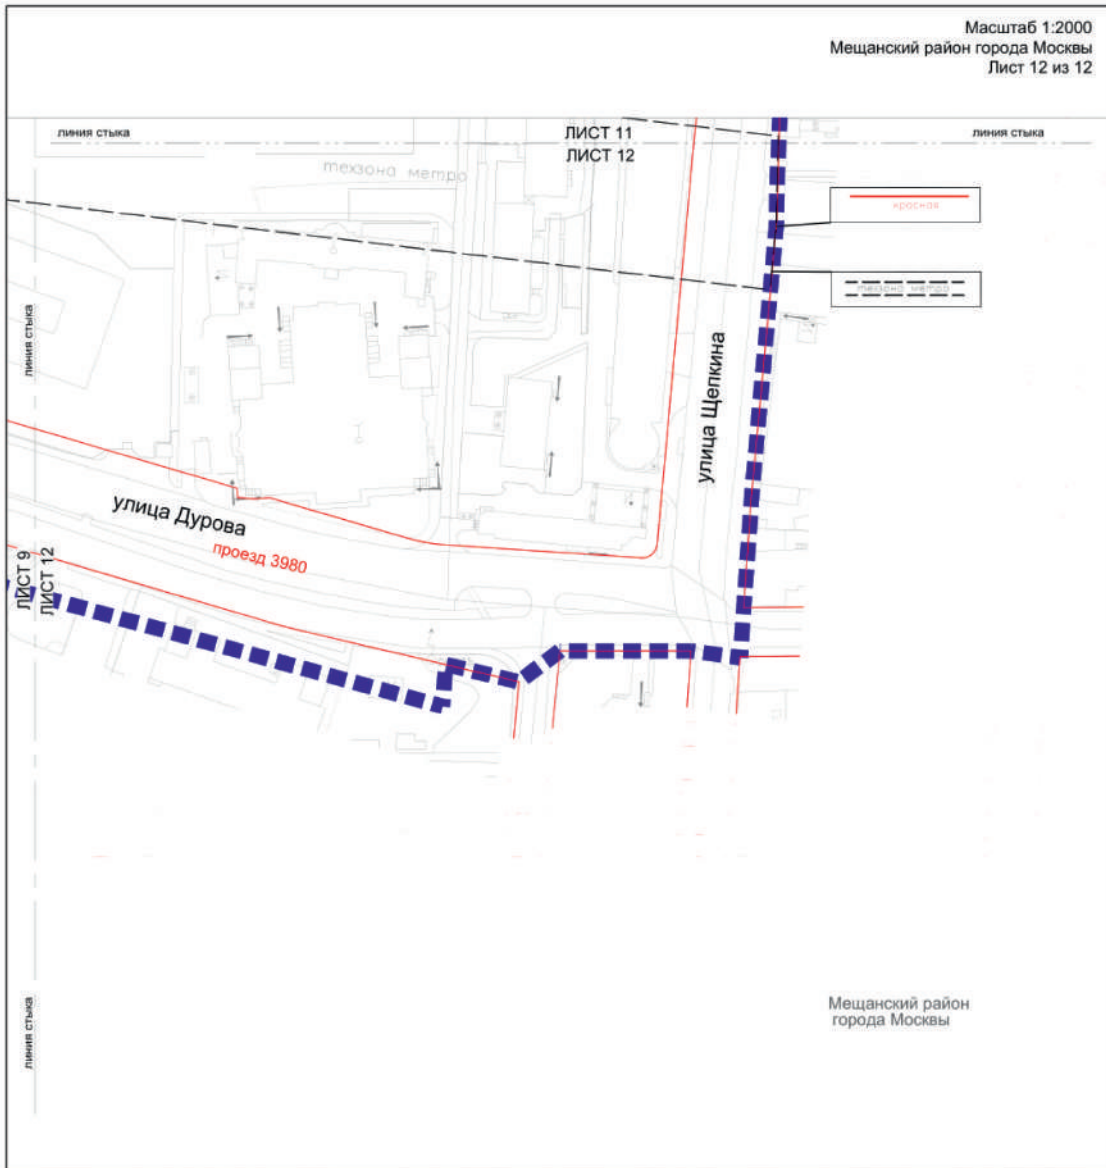 Масштаб 1:2000
Мещанский район города Москвы
Лист 12 из 12
линия стыка
ЛИСТ 11
ЛИСТ 12
линия стыка
техзона метро
красная
техзона метро
линия стыка
улица Щепкина
улица Дурова
проезд 3980
ЛИСТ 9
ЛИСТ 12
линия стыка
Мещанский район
города Москвы